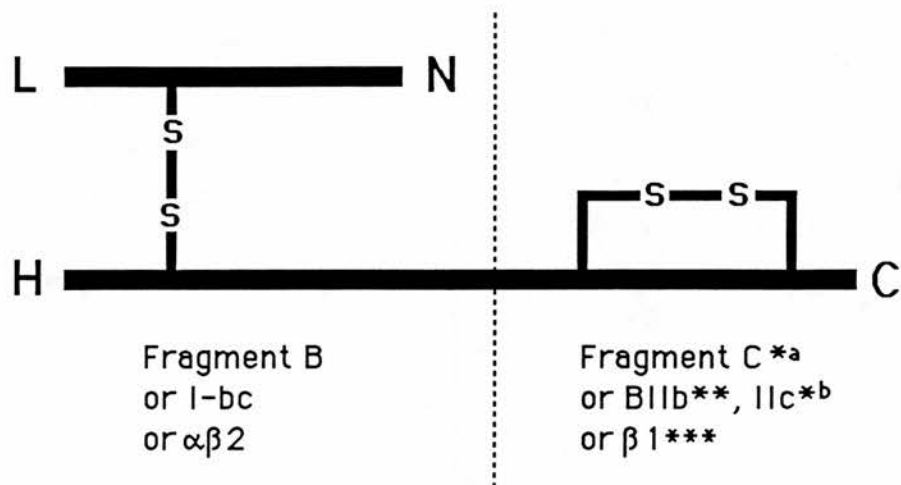 L N
S
S
S S
H C
Fragment B
or I-bc
or αβ2
Fragment C*a
or BIIb**, IIc*b
or β1***